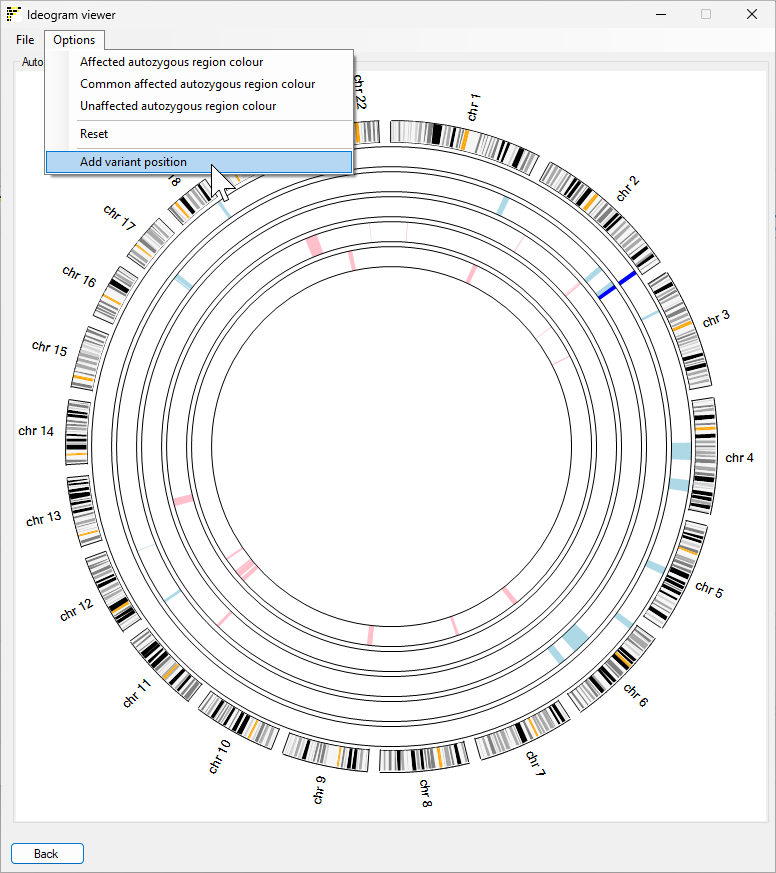 Ideogram viewer
File Options
Auto
Affected autozygous region colour
Common affected autozygous region colour
Unaffected autozygous region colour
Reset
Add variant position
chr 1
chr 2
chr 3
chr 4
chr 5
chr 6
chr 7
chr 8
chr 9
chr 10
chr 11
chr 12
chr 13
chr 14
chr 15
chr 16
chr 17
18
chr 22
Back